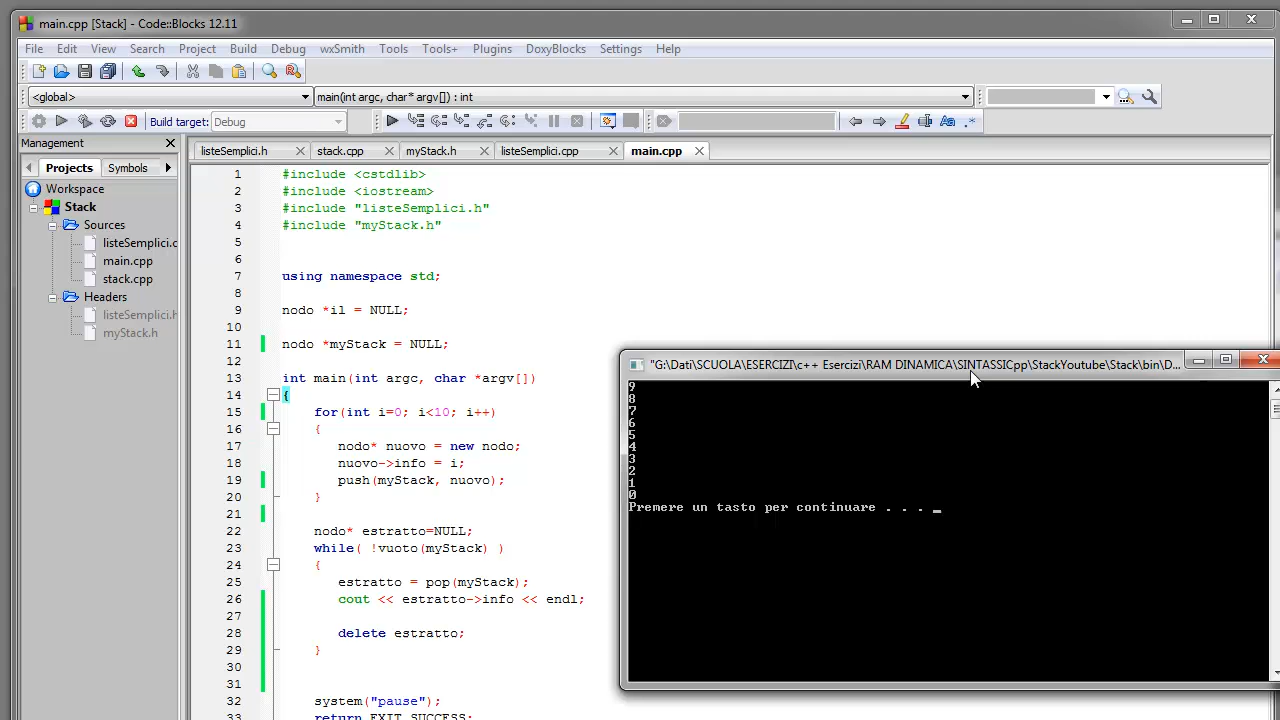 main.cpp [Stack] - Code::Blocks 12.11
File Edit View Search Project Build Debug wxSmith Tools Tools+ Plugins DoxyBlocks Settings Help
<global> main(int argc, char* argv[]) : int
Build target: Debug
Management
Projects Symbols
Workspace
Stack
Sources
listeSemplici.c
main.cpp
stack.cpp
Headers
listeSemplici.h
myStack.h
listeSemplici.h stack.cpp myStack.h listeSemplici.cpp main.cpp
1 #include <cstdlib>
2 #include <iostream>
3 #include "listeSemplici.h"
4 #include "myStack.h"
5
6
7 using namespace std;
8
9 nodo *il = NULL;
10
11 nodo *myStack = NULL;
12
13 int main(int argc, char *argv[])
14 {
15 for(int i=0; i<10; i++)
16 {
17 nodo* nuovo = new nodo;
18 nuovo->info = i;
19 push(myStack, nuovo);
20 }
21
22 nodo* estratto=NULL;
23 while( !vuoto(myStack) )
24 {
25 estratto = pop(myStack);
26 cout << estratto->info << endl;
27
28 delete estratto;
29 }
30
31
32 system("pause");
33 return EXIT_SUCCESS;
"G:\Dati\SCUOLA\ESERCIZI\c++ Esercizi\RAM DINAMICA\SINTASSICpp\StackYoutube\Stack\bin\D...
9
8
7
6
5
4
3
2
1
0
Premere un tasto per continuare . . . _